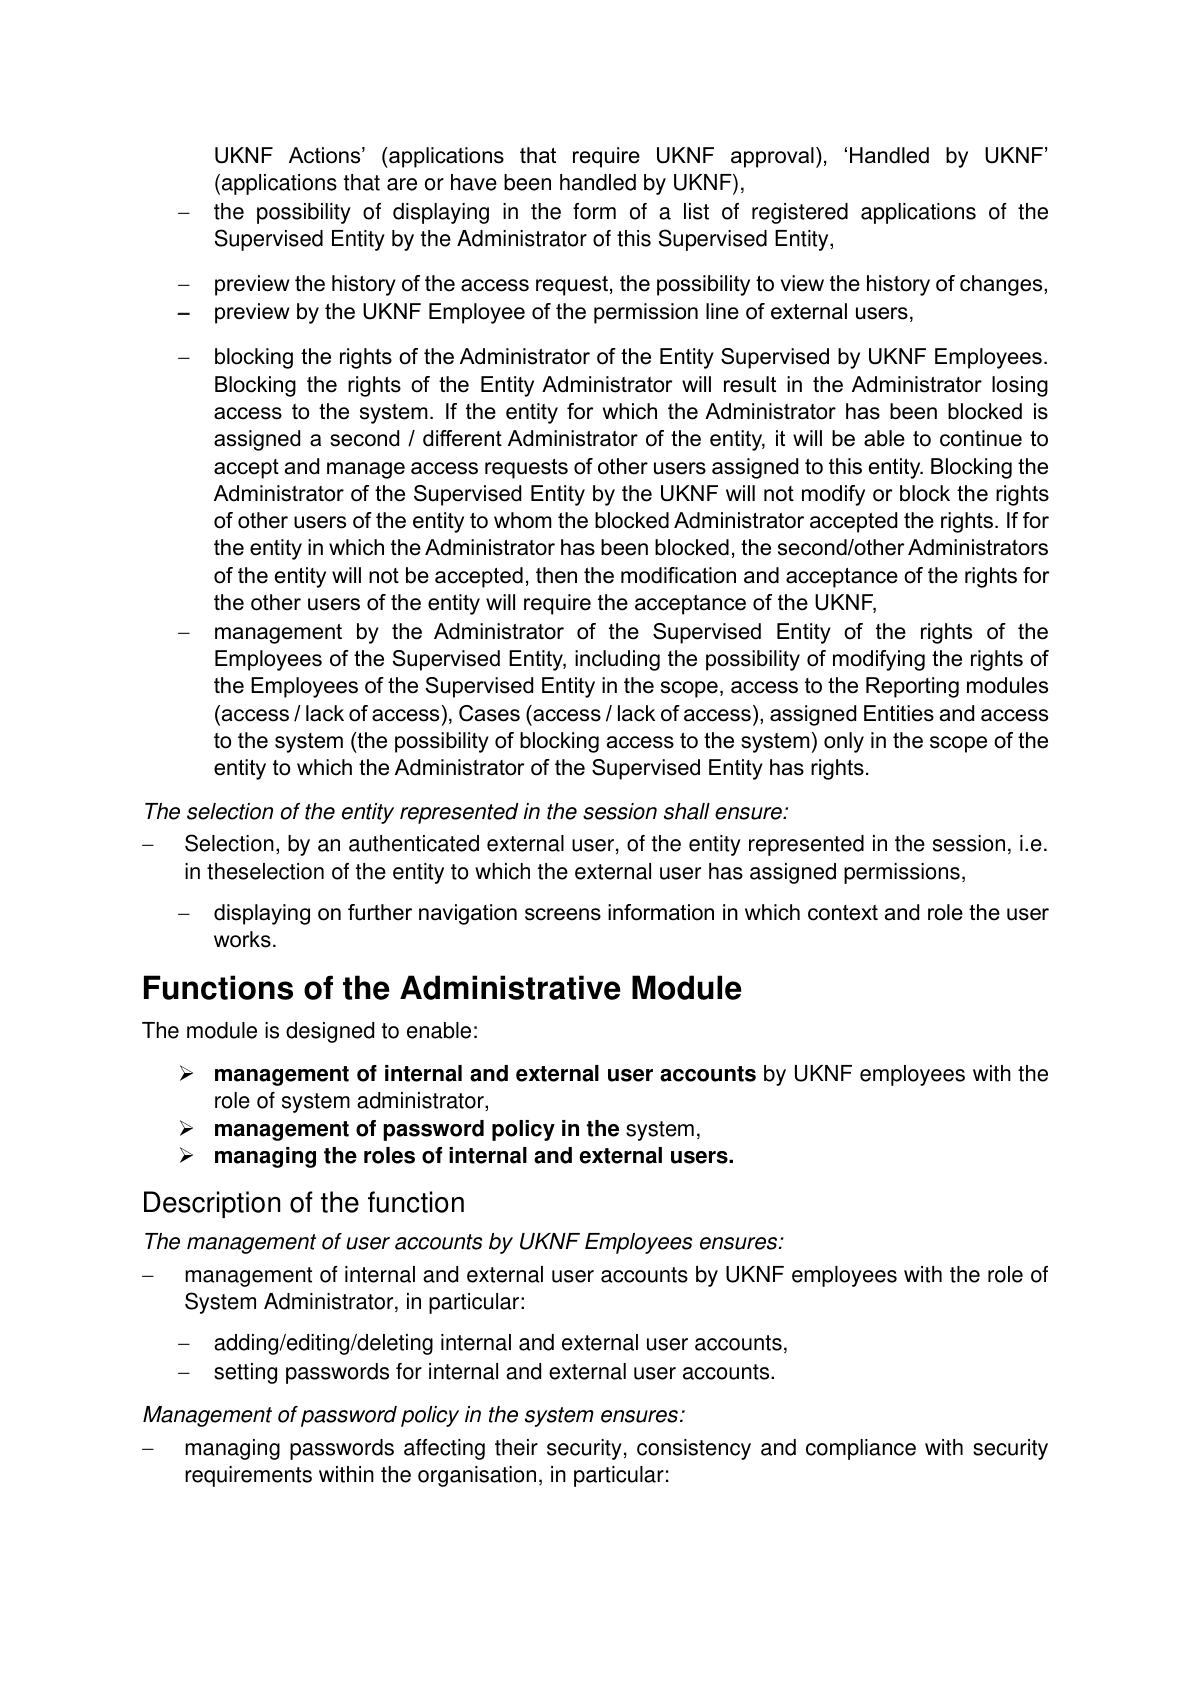 UKNF Actions’ (applications that require UKNF approval), ‘Handled by UKNF’
(applications that are or have been handled by UKNF),
– the possibility of displaying in the form of a list of registered applications of the
Supervised Entity by the Administrator of this Supervised Entity,
– preview the history of the access request, the possibility to view the history of changes,
– preview by the UKNF Employee of the permission line of external users,
– blocking the rights of the Administrator of the Entity Supervised by UKNF Employees.
Blocking the rights of the Entity Administrator will result in the Administrator losing
access to the system. If the entity for which the Administrator has been blocked is
assigned a second / different Administrator of the entity, it will be able to continue to
accept and manage access requests of other users assigned to this entity. Blocking the
Administrator of the Supervised Entity by the UKNF will not modify or block the rights
of other users of the entity to whom the blocked Administrator accepted the rights. If for
the entity in which the Administrator has been blocked, the second/other Administrators
of the entity will not be accepted, then the modification and acceptance of the rights for
the other users of the entity will require the acceptance of the UKNF,
– management by the Administrator of the Supervised Entity of the rights of the
Employees of the Supervised Entity, including the possibility of modifying the rights of
the Employees of the Supervised Entity in the scope, access to the Reporting modules
(access / lack of access), Cases (access / lack of access), assigned Entities and access
to the system (the possibility of blocking access to the system) only in the scope of the
entity to which the Administrator of the Supervised Entity has rights.
The selection of the entity represented in the session shall ensure:
– Selection, by an authenticated external user, of the entity represented in the session, i.e.
in theselection of the entity to which the external user has assigned permissions,
– displaying on further navigation screens information in which context and role the user
works.
Functions of the Administrative Module
The module is designed to enable:
➢ management of internal and external user accounts by UKNF employees with the
role of system administrator,
➢ management of password policy in the system,
➢ managing the roles of internal and external users.
Description of the function
The management of user accounts by UKNF Employees ensures:
– management of internal and external user accounts by UKNF employees with the role of
System Administrator, in particular:
– adding/editing/deleting internal and external user accounts,
– setting passwords for internal and external user accounts.
Management of password policy in the system ensures:
– managing passwords affecting their security, consistency and compliance with security
requirements within the organisation, in particular: